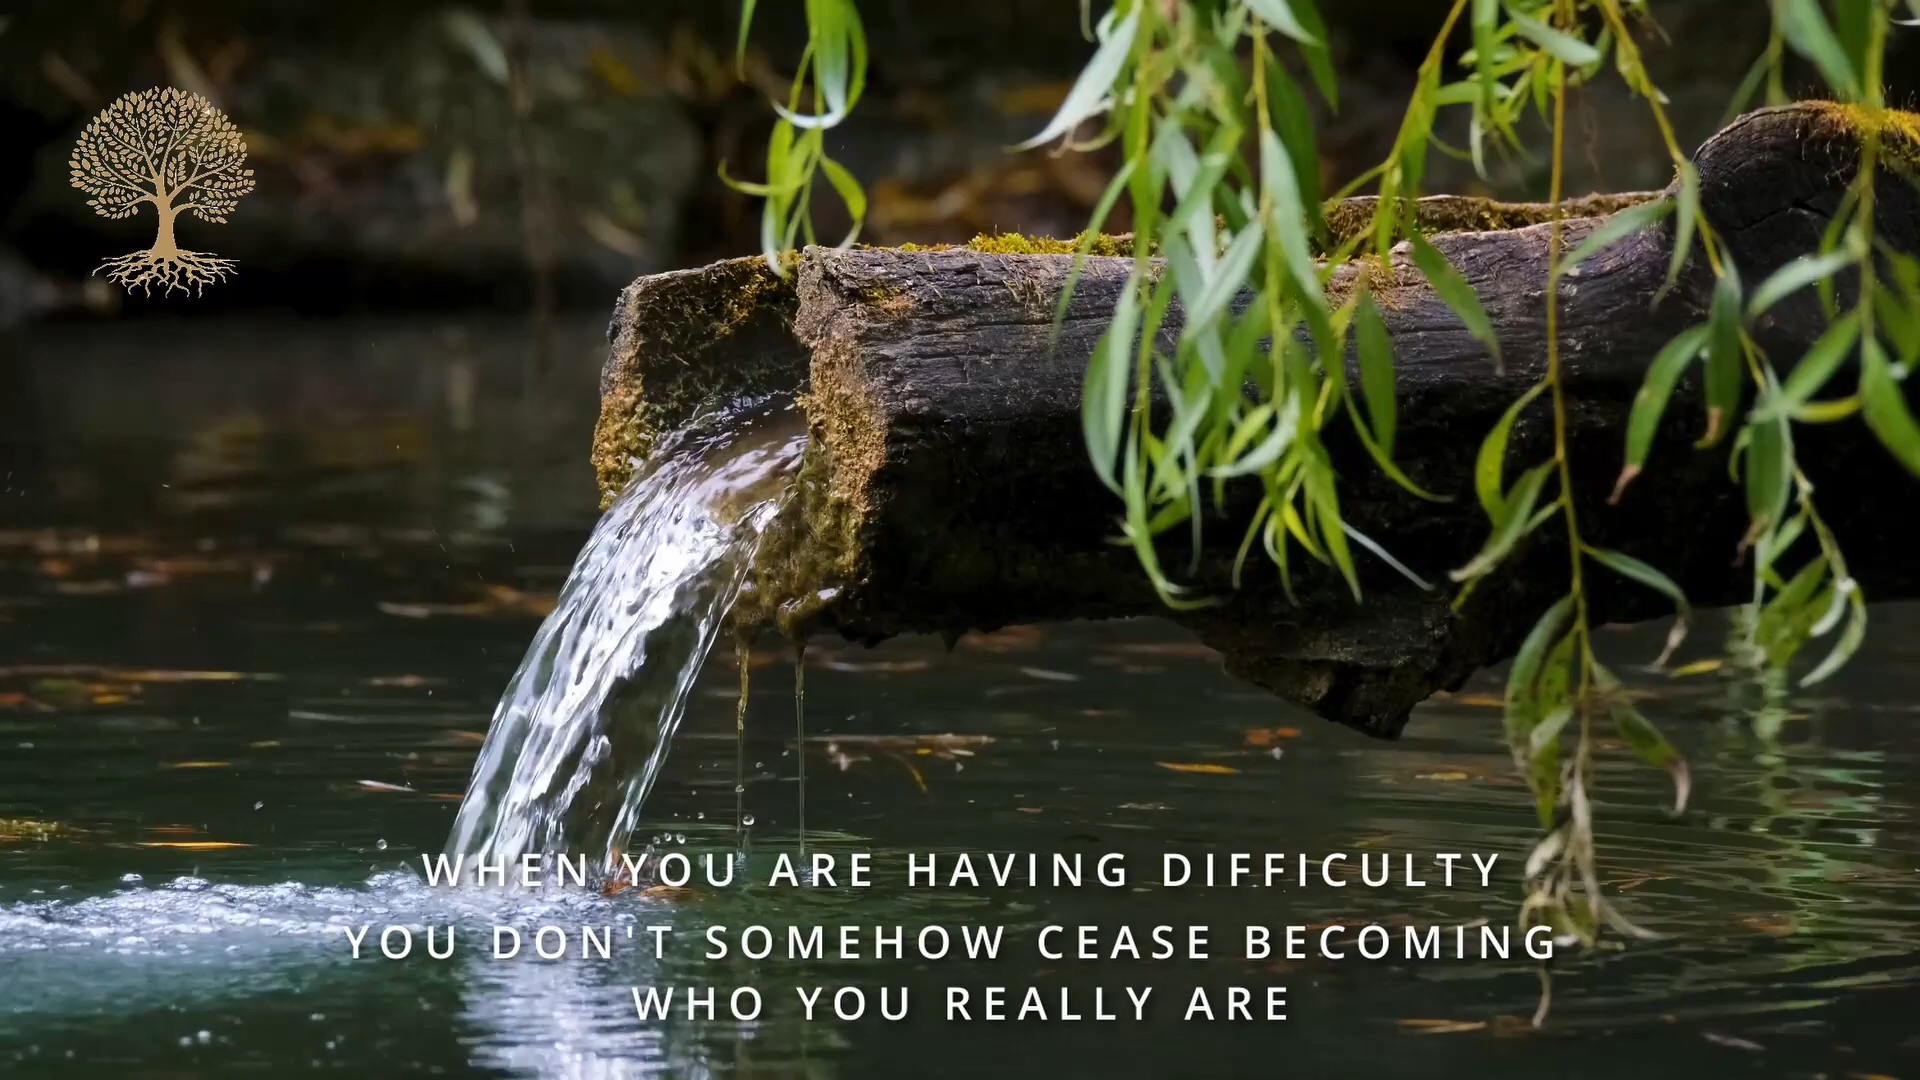 WHEN YOU ARE HAVING DIFFICULTY
YOU DON'T SOMEHOW CEASE BECOMING
WHO YOU REALLY ARE